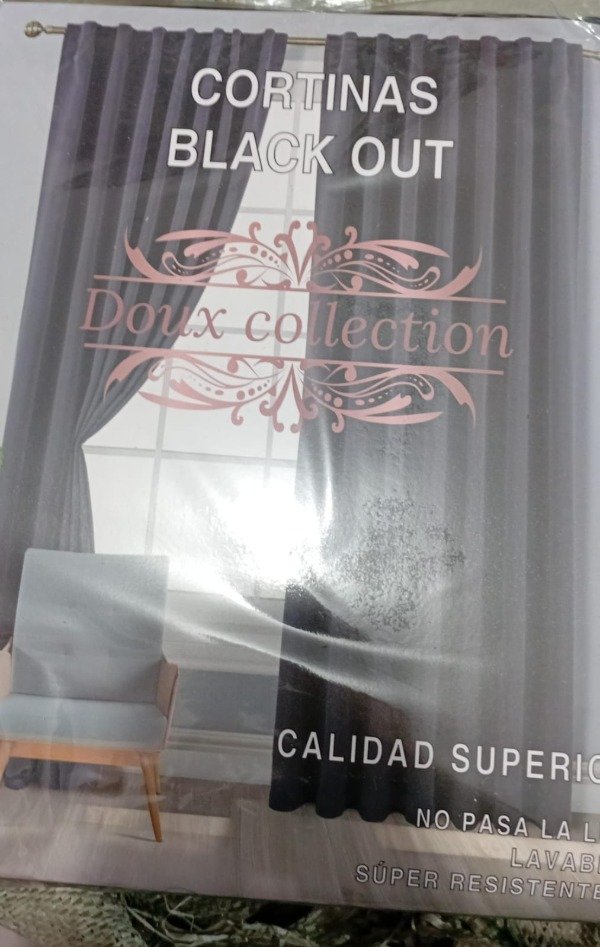 CORTINAS
BLACK OUT
Doux collection
CALIDAD SUPERIO
NO PASA LA L
LAVAB
SÚPER RESISTENTE